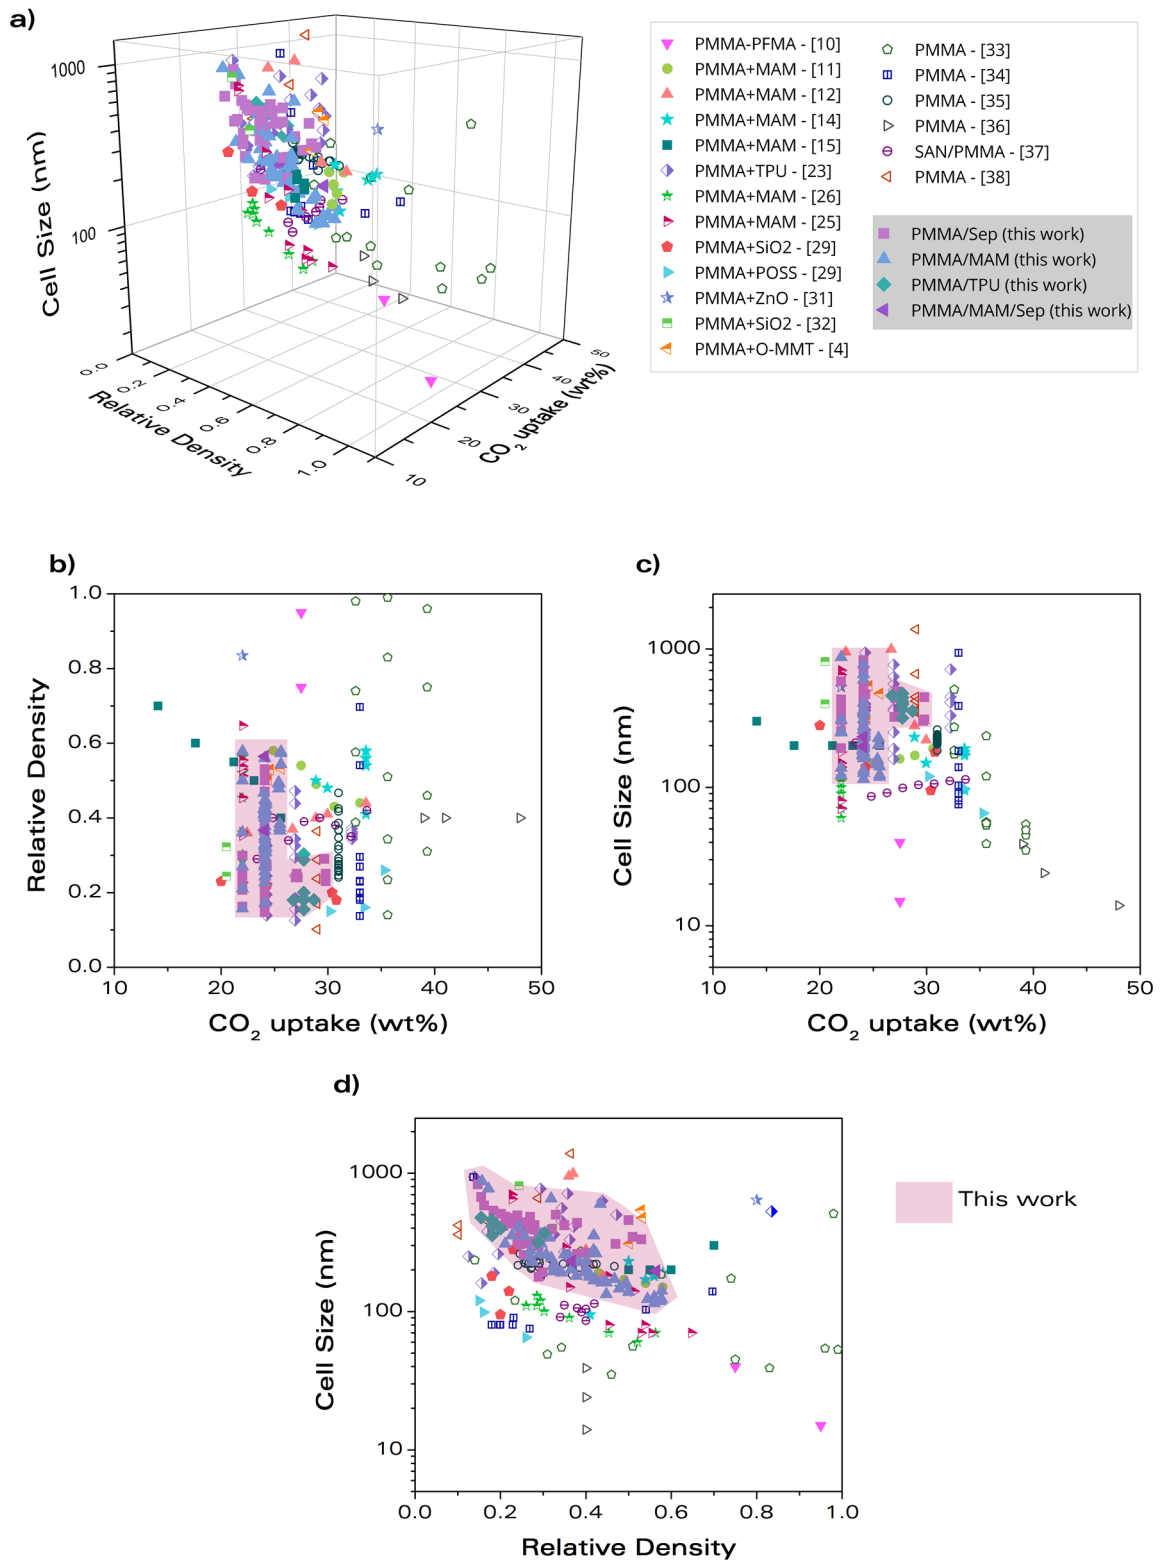 a)
1000
100
Cell Size (nm)
0.0
0.2
0.4
0.6
0.8
1.0
Relative Density
10
20
30
40
50
CO2 uptake (wt%)
PMMA-PFMA - [10]
PMMA+MAM - [11]
PMMA+MAM - [12]
PMMA+MAM - [14]
PMMA+MAM - [15]
PMMA+TPU - [23]
PMMA+MAM - [26]
PMMA+MAM - [25]
PMMA+SiO2 - [29]
PMMA+POSS - [29]
PMMA+ZnO - [31]
PMMA+SiO2 - [32]
PMMA+O-MMT - [4]
PMMA - [33]
PMMA - [34]
PMMA - [35]
PMMA - [36]
SAN/PMMA - [37]
PMMA - [38]
PMMA/Sep (this work)
PMMA/MAM (this work)
PMMA/TPU (this work)
PMMA/MAM/Sep (this work)
b)
1.0
0.8
0.6
0.4
0.2
0.0
Relative Density
10 20 30 40 50
CO2 uptake (wt%)
c)
1000
100
10
Cell Size (nm)
10 20 30 40 50
CO2 uptake (wt%)
d)
1000
100
10
Cell Size (nm)
0.0 0.2 0.4 0.6 0.8 1.0
Relative Density
This work